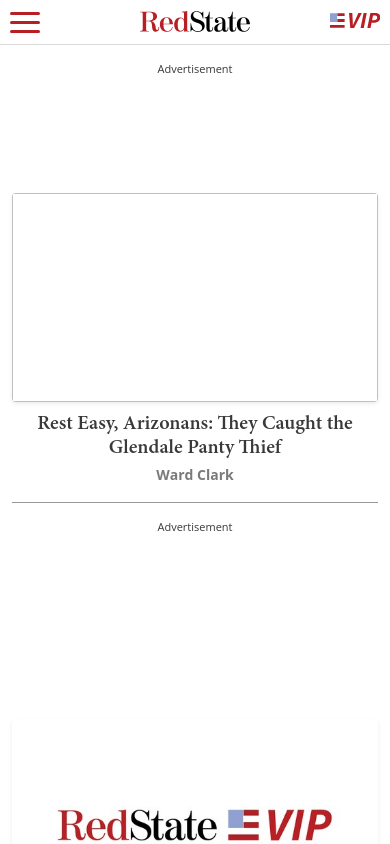 RedState VIP
Advertisement
Rest Easy, Arizonans: They Caught the
Glendale Panty Thief
Ward Clark
Advertisement
RedState VIP